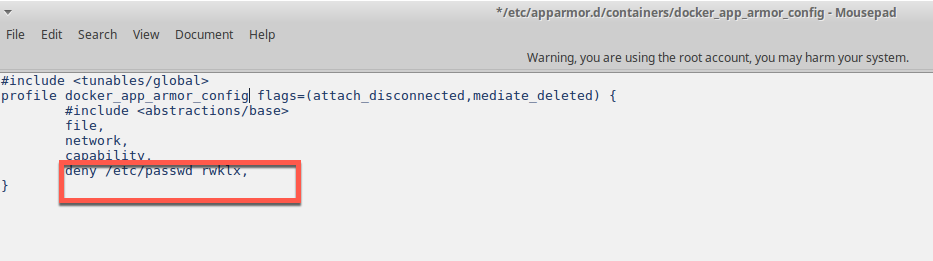 */etc/apparmor.d/containers/docker_app_armor_config - Mousepad
File Edit Search View Document Help
Warning, you are using the root account, you may harm your system.
#include <tunables/global>
profile docker_app_armor_config flags=(attach_disconnected,mediate_deleted) {
#include <abstractions/base>
file,
network,
capability,
deny /etc/passwd rwklx,
}